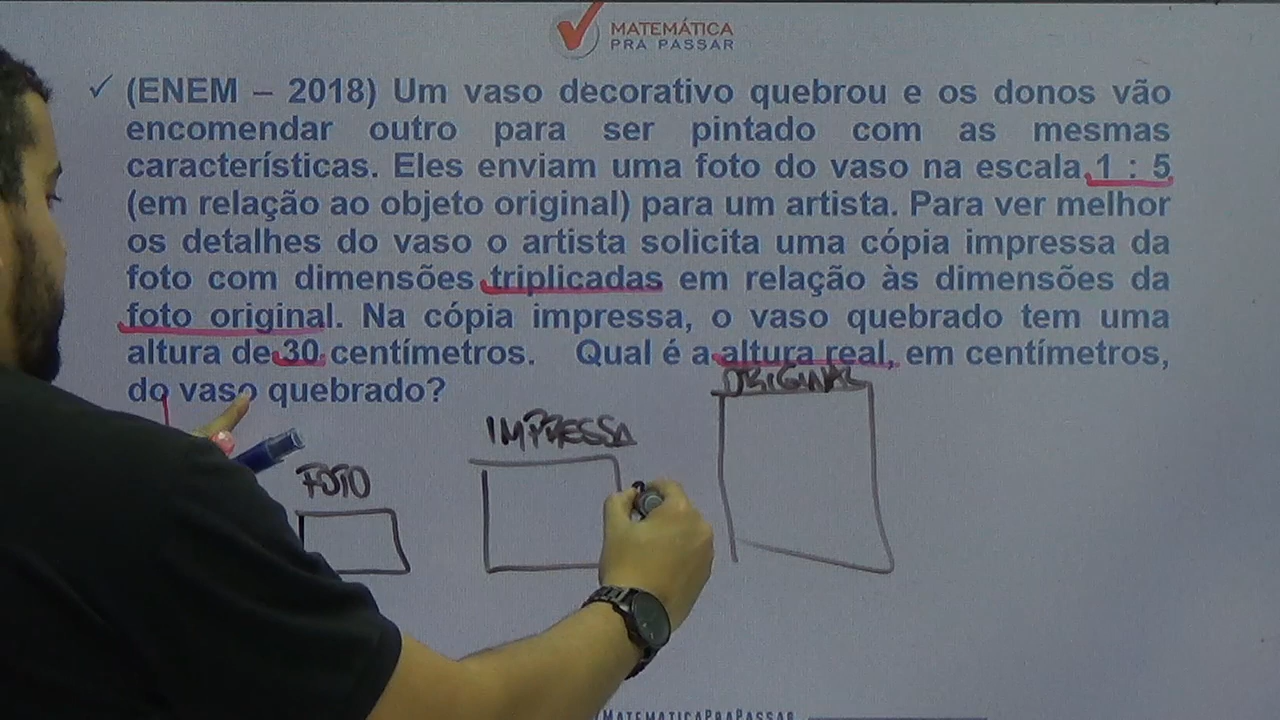 MATEMÁTICA
PRA PASSAR
(ENEM – 2018) Um vaso decorativo quebrou e os donos vão
encomendar outro para ser pintado com as mesmas
características. Eles enviam uma foto do vaso na escala 1 : 5
(em relação ao objeto original) para um artista. Para ver melhor
os detalhes do vaso o artista solicita uma cópia impressa da
foto com dimensões triplicadas em relação às dimensões da
foto original. Na cópia impressa, o vaso quebrado tem uma
altura de 30 centímetros. Qual é a altura real, em centímetros,
do vaso quebrado?
ORIGINAL
IMPRESSA
FOTO
/MATEMATICAPRAPASSAR